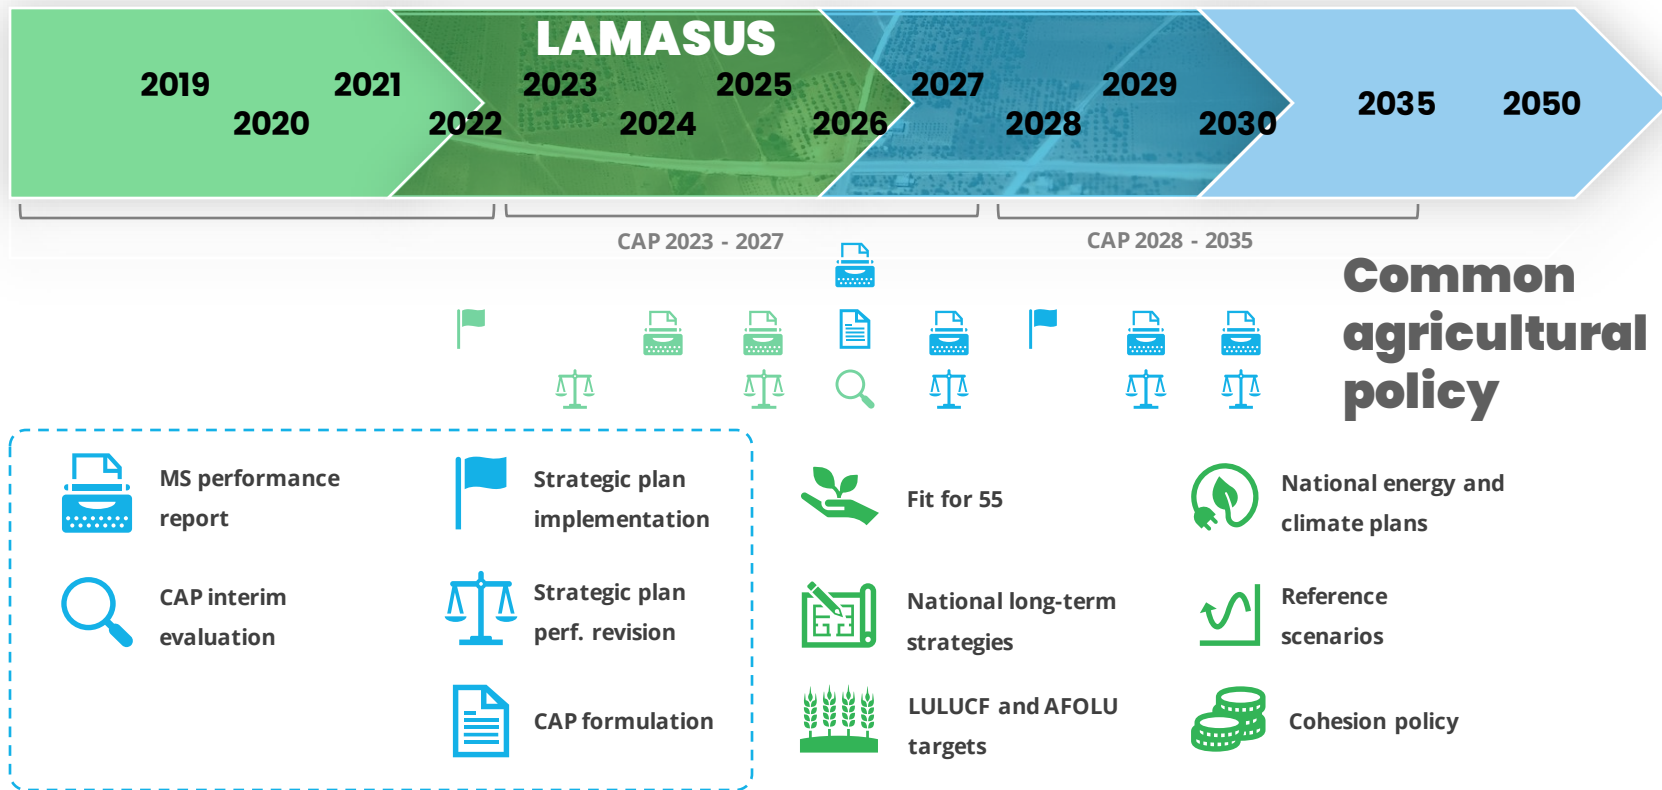 LAMASUS
2019
2021
2023
2025
2027
2029
2035
2050
2020
2022
2024
2026
2028
2030
CAP 2023 - 2027
CAP 2028 - 2035
Common
agricultural
policy
MS performance
report
Strategic plan
implementation
CAP interim
evaluation
Strategic plan
perf. revision
CAP formulation
Fit for 55
National energy and
climate plans
National long-term
strategies
Reference
scenarios
LULUCF and AFOLU
targets
Cohesion policy